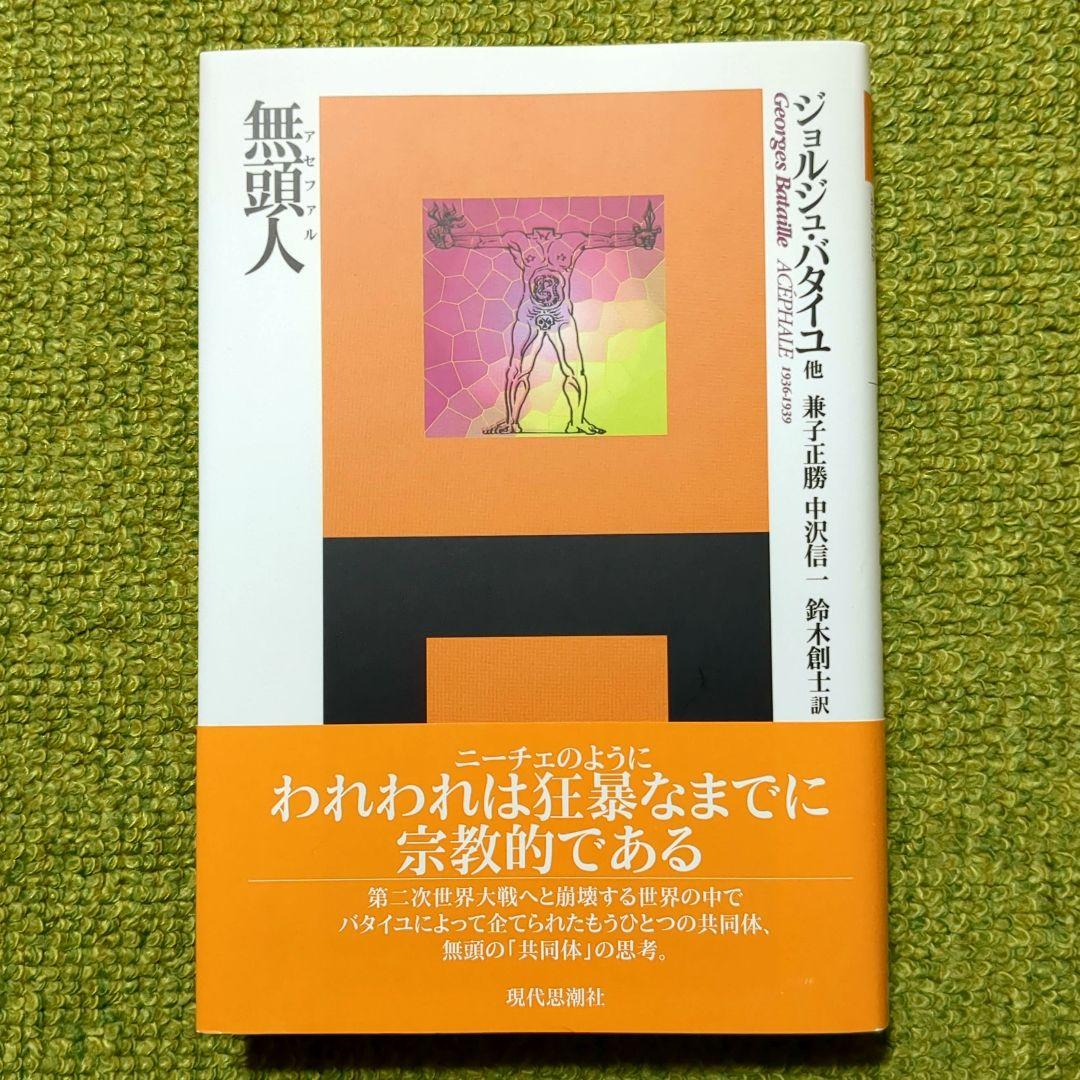 ジョルジュ・バタイユ 他 兼子正勝 中沢信一 鈴木創士 訳
Georges Bataille ACÉPHALE 1936-1939
アセファル
無頭人
ニーチェのように
われわれは狂暴なまでに
宗教的である
第二次世界大戦へと崩壊する世界の中で
バタイユによって企てられたもうひとつの共同体、
無頭の「共同体」の思考。
現代思潮社